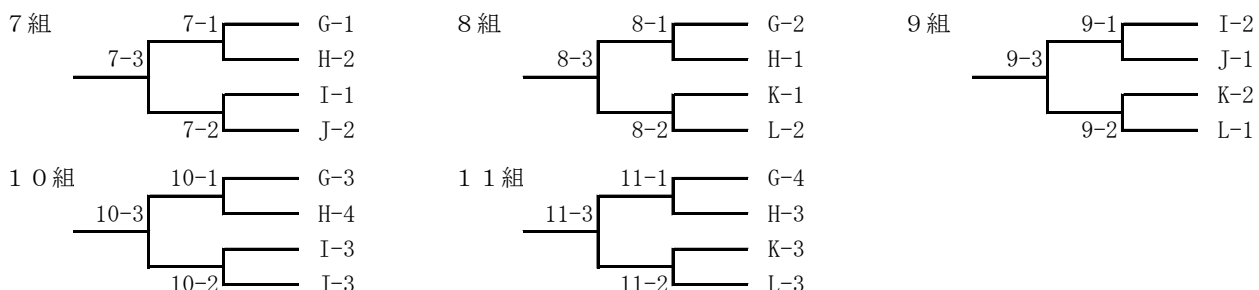 ７組 7-1 G-1
H-2
7-3
I-1
7-2 J-2
８組 8-1 G-2
H-1
8-3
K-1
8-2 L-2
９組 9-1 I-2
J-1
9-3
K-2
9-2 L-1
１０組 10-1 G-3
H-4
10-3
I-3
10-2 J-3
１１組 11-1 G-4
H-3
11-3
K-3
11-2 L-3